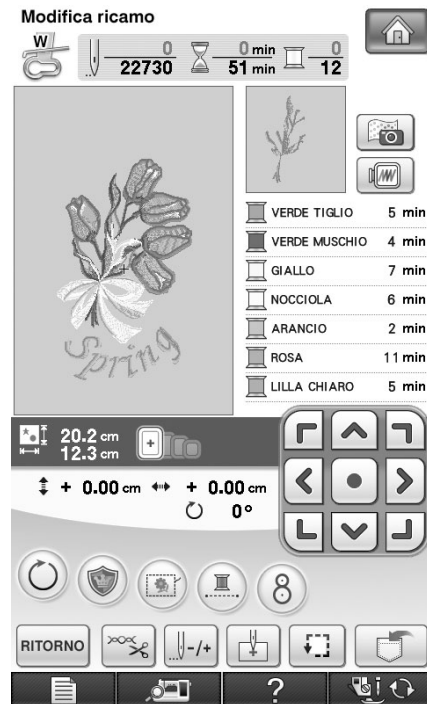 Modifica ricamo
W
0
22730
0 min
51 min
0
12
VERDE TIGLIO 5 min
VERDE MUSCHIO 4 min
GIALLO 7 min
NOCCIOLA 6 min
ARANCIO 2 min
ROSA 11 min
LILLA CHIARO 5 min
Spring
20.2 cm
12.3 cm
+ 0.00 cm + 0.00 cm
0°
8
RITORNO
-/+
?